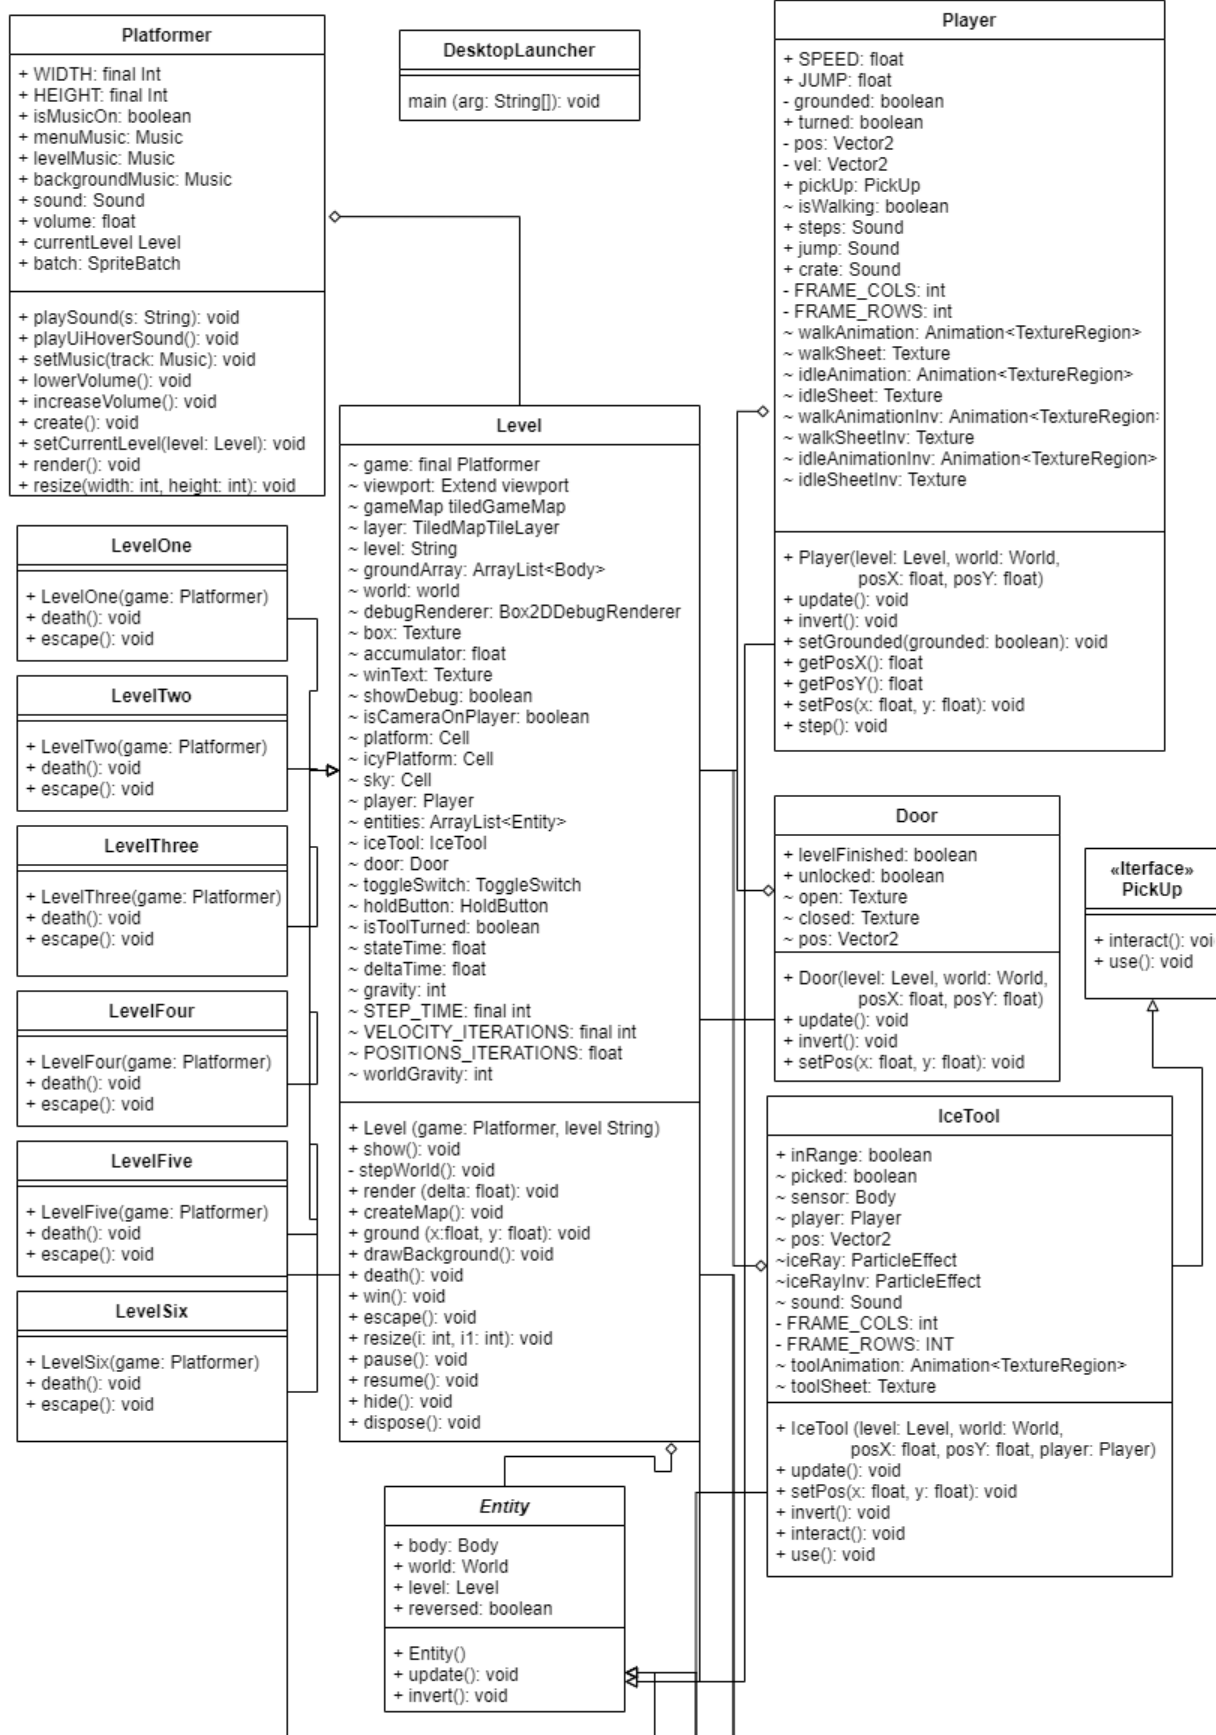 Platformer
+ WIDTH: final Int
+ HEIGHT: final Int
+ isMusicOn: boolean
+ menuMusic: Music
+ levelMusic: Music
+ backgroundMusic: Music
+ sound: Sound
+ volume: float
+ currentLevel Level
+ batch: SpriteBatch
+ playSound(s: String): void
+ playUiHoverSound(): void
+ setMusic(track: Music): void
+ lowerVolume(): void
+ increaseVolume(): void
+ create(): void
+ setCurrentLevel(level: Level): void
+ render(): void
+ resize(width: int, height: int): void
DesktopLauncher
main (arg: String[]): void
Player
+ SPEED: float
+ JUMP: float
- grounded: boolean
+ turned: boolean
- pos: Vector2
- vel: Vector2
+ pickUp: PickUp
~ isWalking: boolean
+ steps: Sound
+ jump: Sound
+ crate: Sound
- FRAME_COLS: int
- FRAME_ROWS: int
~ walkAnimation: Animation<TextureRegion>
~ walkSheet: Texture
~ idleAnimation: Animation<TextureRegion>
~ idleSheet: Texture
~ walkAnimationInv: Animation<TextureRegion>
~ walkSheetInv: Texture
~ idleAnimationInv: Animation<TextureRegion>
~ idleSheetInv: Texture
+ Player(level: Level, world: World,
posX: float, posY: float)
+ update(): void
+ invert(): void
+ setGrounded(grounded: boolean): void
+ getPosX(): float
+ getPosY(): float
+ setPos(x: float, y: float): void
+ step(): void
Level
~ game: final Platformer
~ viewport: Extend viewport
~ gameMap tiledGameMap
~ layer: TiledMapTileLayer
~ level: String
~ groundArray: ArrayList<Body>
~ world: world
~ debugRenderer: Box2DDebugRenderer
~ box: Texture
~ accumulator: float
~ winText: Texture
~ showDebug: boolean
~ isCameraOnPlayer: boolean
~ platform: Cell
~ icyPlatform: Cell
~ sky: Cell
~ player: Player
~ entities: ArrayList<Entity>
~ iceTool: IceTool
~ door: Door
~ toggleSwitch: ToggleSwitch
~ holdButton: HoldButton
~ isToolTurned: boolean
~ stateTime: float
~ deltaTime: float
~ gravity: int
~ STEP_TIME: final int
~ VELOCITY_ITERATIONS: final int
~ POSITIONS_ITERATIONS: float
~ worldGravity: int
+ Level (game: Platformer, level String)
+ show(): void
- stepWorld(): void
+ render (delta: float): void
+ createMap(): void
+ ground (x:float, y: float): void
+ drawBackground(): void
+ death(): void
+ win(): void
+ escape(): void
+ resize(i: int, i1: int): void
+ pause(): void
+ resume(): void
+ hide(): void
+ dispose(): void
LevelOne
+ LevelOne(game: Platformer)
+ death(): void
+ escape(): void
LevelTwo
+ LevelTwo(game: Platformer)
+ death(): void
+ escape(): void
LevelThree
+ LevelThree(game: Platformer)
+ death(): void
+ escape(): void
LevelFour
+ LevelFour(game: Platformer)
+ death(): void
+ escape(): void
LevelFive
+ LevelFive(game: Platformer)
+ death(): void
+ escape(): void
LevelSix
+ LevelSix(game: Platformer)
+ death(): void
+ escape(): void
Door
+ levelFinished: boolean
+ unlocked: boolean
~ open: Texture
~ closed: Texture
~ pos: Vector2
+ Door(level: Level, world: World,
posX: float, posY: float)
+ update(): void
+ invert(): void
+ setPos(x: float, y: float): void
«Iterface»
PickUp
+ interact(): voi
+ use(): void
IceTool
+ inRange: boolean
~ picked: boolean
~ sensor: Body
~ player: Player
~ pos: Vector2
~iceRay: ParticleEffect
~iceRayInv: ParticleEffect
~ sound: Sound
- FRAME_COLS: int
- FRAME_ROWS: INT
~ toolAnimation: Animation<TextureRegion>
~ toolSheet: Texture
+ IceTool (level: Level, world: World,
posX: float, posY: float, player: Player)
+ update(): void
+ setPos(x: float, y: float): void
+ invert(): void
+ interact(): void
+ use(): void
Entity
+ body: Body
+ world: World
+ level: Level
+ reversed: boolean
+ Entity()
+ update(): void
+ invert(): void